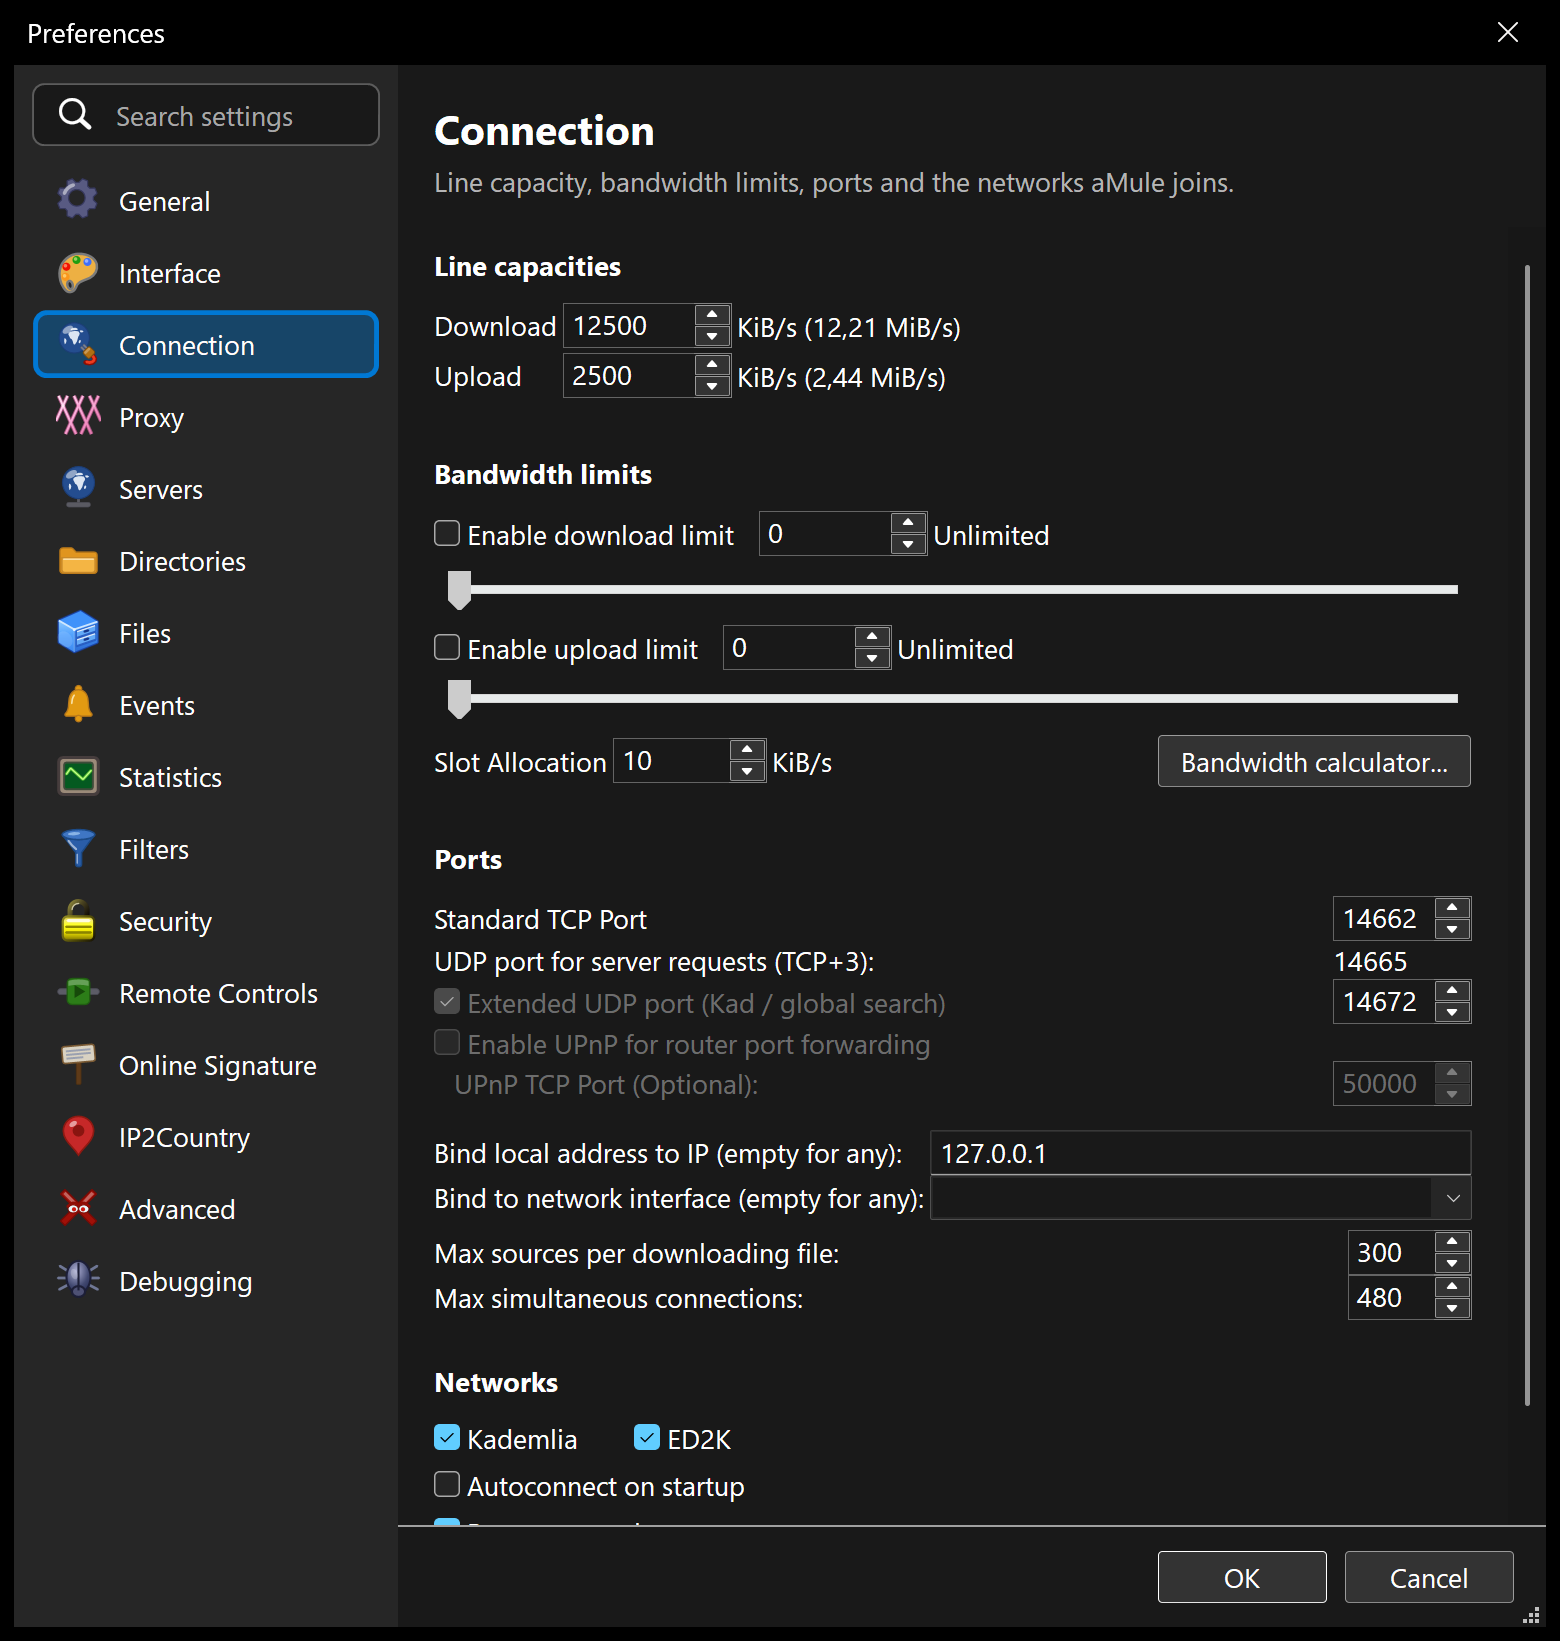 Preferences
Search settings
General
Interface
Connection
Proxy
Servers
Directories
Files
Events
Statistics
Filters
Security
Remote Controls
Online Signature
IP2Country
Advanced
Debugging
Connection
Line capacity, bandwidth limits, ports and the networks aMule joins.
Line capacities
Download 12500 KiB/s (12,21 MiB/s)
Upload 2500 KiB/s (2,44 MiB/s)
Bandwidth limits
Enable download limit 0 Unlimited
Enable upload limit 0 Unlimited
Slot Allocation 10 KiB/s Bandwidth calculator...
Ports
Standard TCP Port 14662
UDP port for server requests (TCP+3): 14665
Extended UDP port (Kad / global search) 14672
Enable UPnP for router port forwarding
UPnP TCP Port (Optional): 50000
Bind local address to IP (empty for any): 127.0.0.1
Bind to network interface (empty for any):
Max sources per downloading file: 300
Max simultaneous connections: 480
Networks
Kademlia ED2K
Autoconnect on startup
OK Cancel